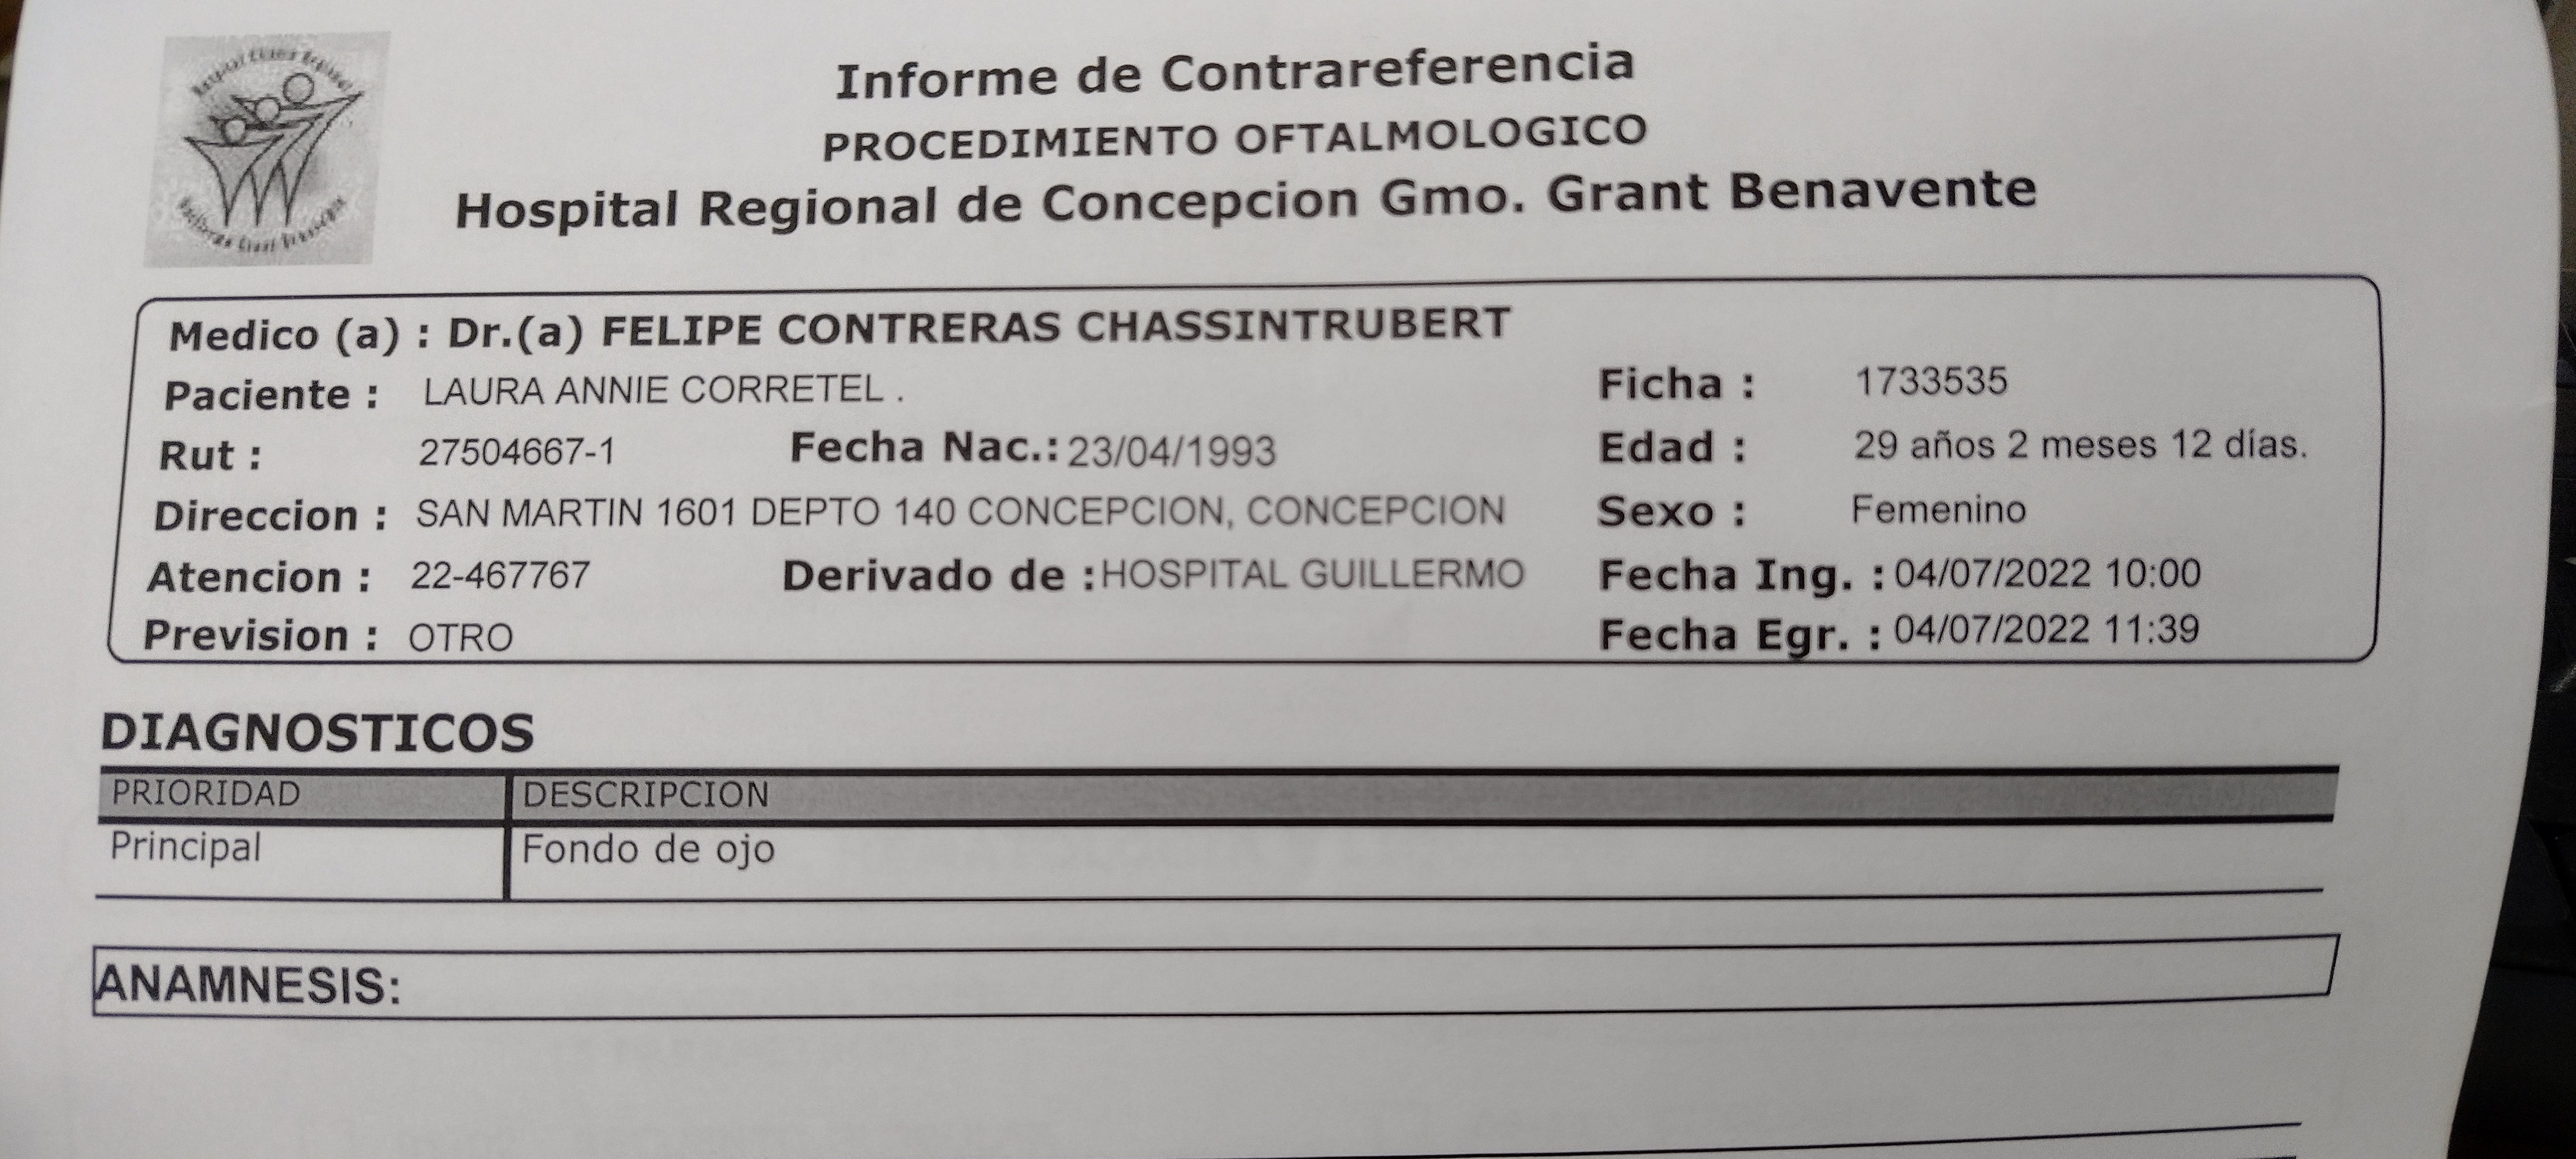 Informe de Contrareferencia
PROCEDIMIENTO OFTALMOLOGICO
Hospital Regional de Concepcion Gmo. Grant Benavente
Medico (a) : Dr.(a) FELIPE CONTRERAS CHASSINTRUBERT
Paciente : LAURA ANNIE CORRETEL . Ficha : 1733535
Rut : 27504667-1 Fecha Nac.: 23/04/1993 Edad : 29 años 2 meses 12 días.
Direccion : SAN MARTIN 1601 DEPTO 140 CONCEPCION, CONCEPCION Sexo : Femenino
Atencion : 22-467767 Derivado de : HOSPITAL GUILLERMO Fecha Ing. : 04/07/2022 10:00
Prevision : OTRO Fecha Egr. : 04/07/2022 11:39
DIAGNOSTICOS
PRIORIDAD DESCRIPCION
Principal Fondo de ojo
ANAMNESIS: